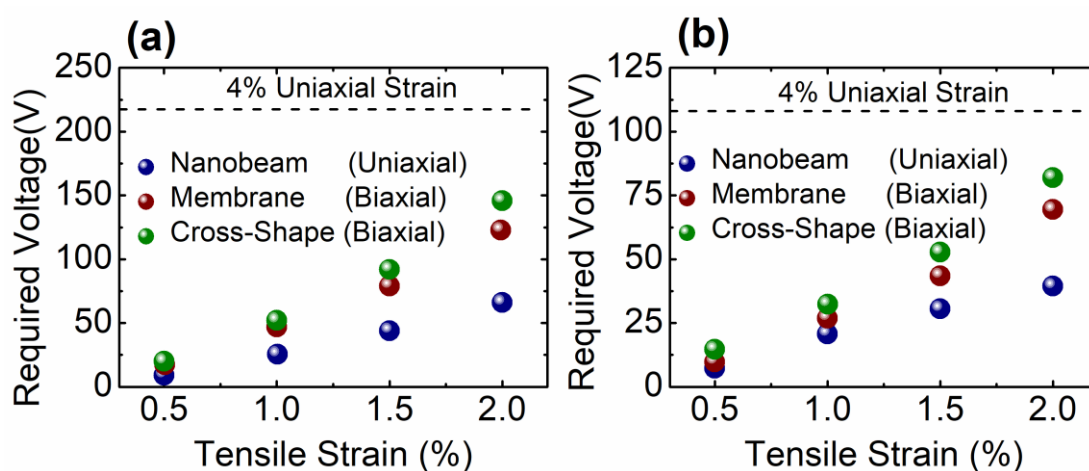 (a)
Required Voltage(V)
250
200
150
100
50
0
4% Uniaxial Strain
Nanobeam (Uniaxial)
Membrane (Biaxial)
Cross-Shape (Biaxial)
0.5 1.0 1.5 2.0
Tensile Strain (%)
(b)
Required Voltage(V)
125
100
75
50
25
0
4% Uniaxial Strain
Nanobeam (Uniaxial)
Membrane (Biaxial)
Cross-Shape (Biaxial)
0.5 1.0 1.5 2.0
Tensile Strain (%)